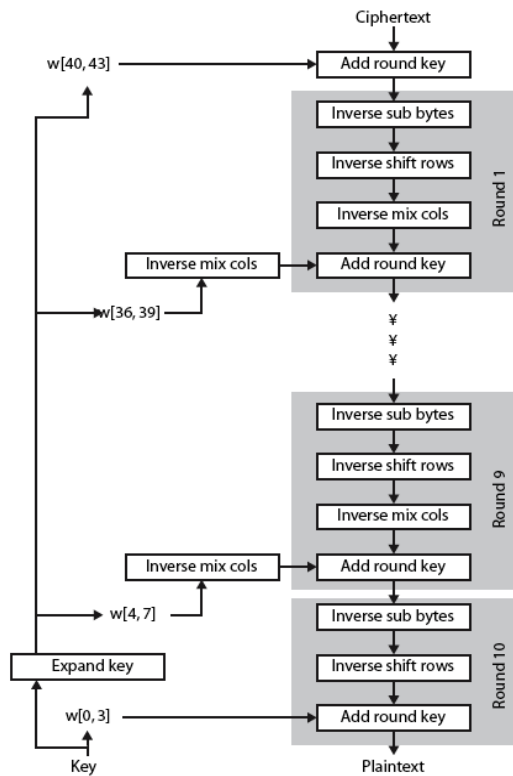 Ciphertext
w[40, 43]
Add round key
Inverse sub bytes
Inverse shift rows
Inverse mix cols
Inverse mix cols
Add round key
Round 1
w[36, 39]
¥
¥
¥
Inverse sub bytes
Inverse shift rows
Inverse mix cols
Inverse mix cols
Add round key
Round 9
w[4, 7]
Inverse sub bytes
Expand key
Inverse shift rows
w[0, 3]
Add round key
Round 10
Key
Plaintext